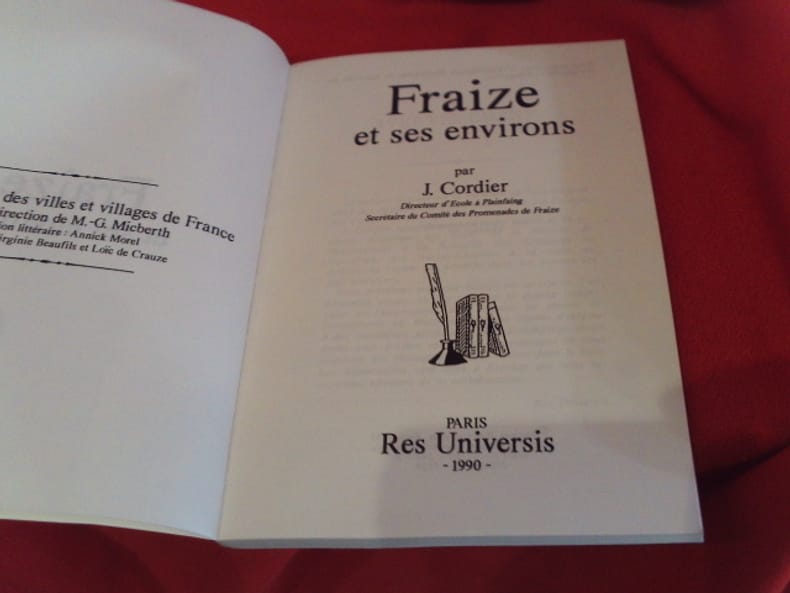 des villes et villages de France
irection de M.-G. Micberth
ion littéraire : Annick Morel
irginie Beaufils et Loïc de Crauze
Fraize
et ses environs
par
J. Cordier
Directeur d'Ecole à Plainfaing
Secrétaire du Comité des Promenades de Fraize
PARIS
Res Universis
- 1990 -